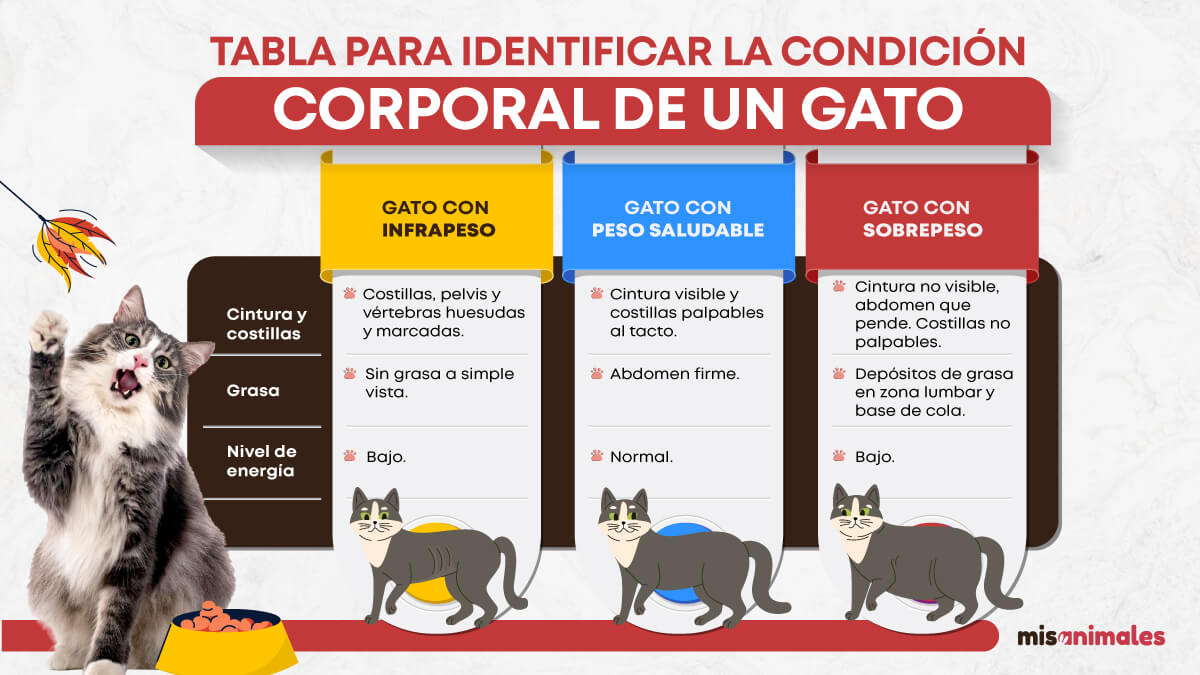 TABLA PARA IDENTIFICAR LA CONDICIÓN
CORPORAL DE UN GATO
GATO CON
INFRAPESO
GATO CON
PESO SALUDABLE
GATO CON
SOBREPESO
Cintura y
costillas
Costillas, pelvis y
vértebras huesudas
y marcadas.
Cintura visible y
costillas palpables
al tacto.
Cintura no visible,
abdomen que
pende. Costillas no
palpables.
Grasa
Sin grasa a simple
vista.
Abdomen firme.
Depósitos de grasa
en zona lumbar y
base de cola.
Nivel de
energía
Bajo.
Normal.
Bajo.
misanimales